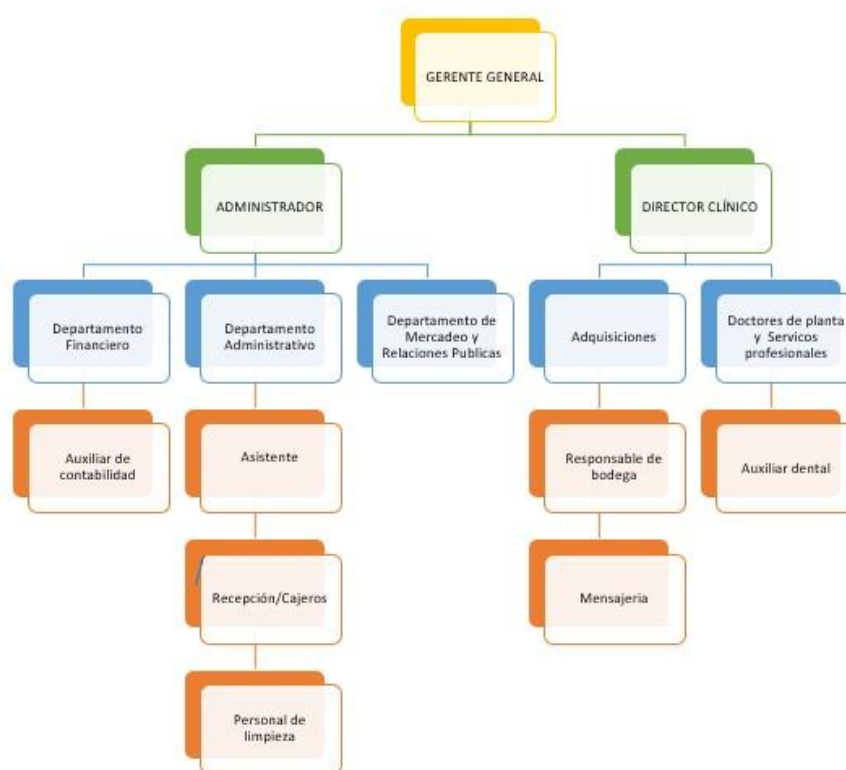 GERENTE GENERAL
ADMINISTRADOR
DIRECTOR CLÍNICO
Departamento
Financiero
Departamento
Administrativo
Departamento de
Mercadeo y
Relaciones Publicas
Adquisiciones
Doctores de planta
y Servicos
profesionales
Auxiliar de
contabilidad
Asistente
Responsable de
bodega
Auxiliar dental
Recepción/Cajeros
Mensajeria
Personal de
limpieza